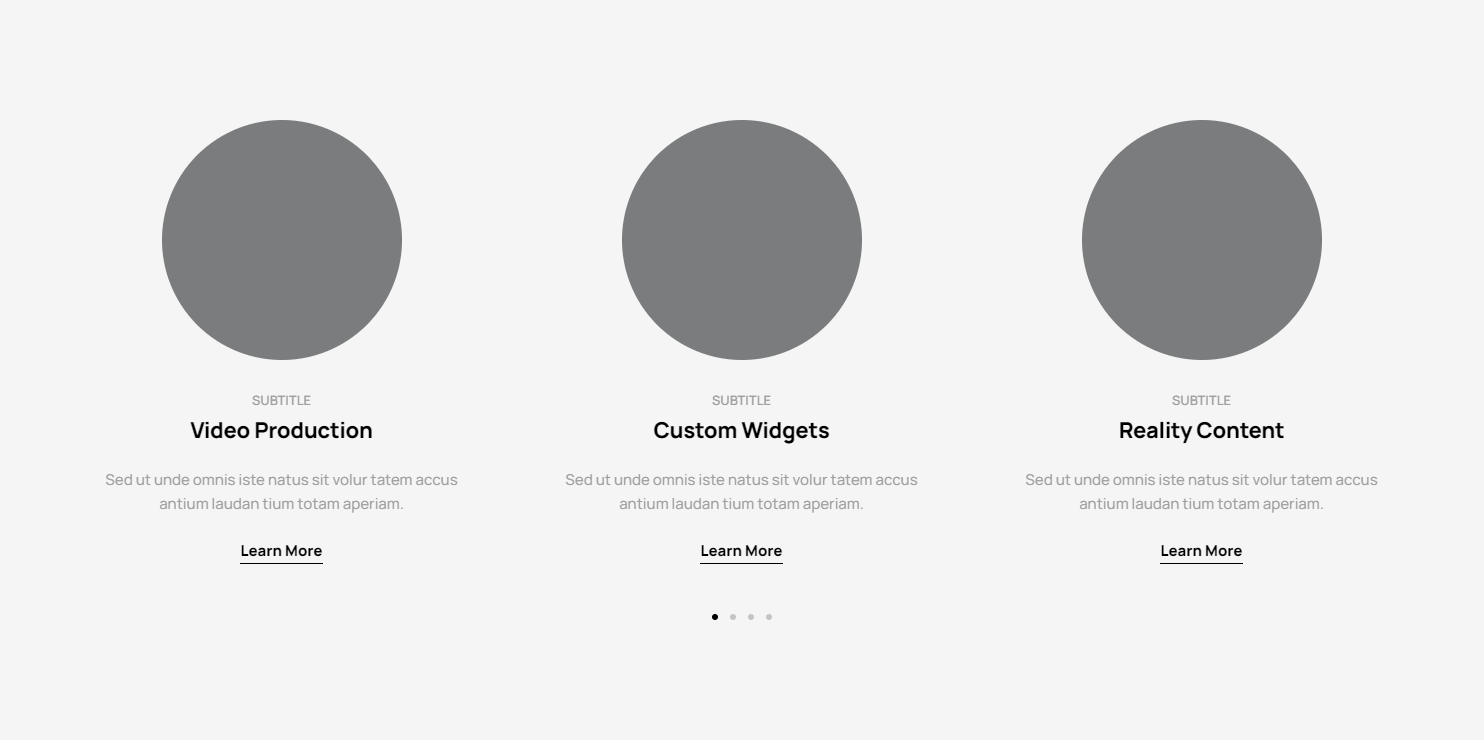 SUBTITLE
Video Production
Sed ut unde omnis iste natus sit volur tatem accus
antium laudan tium totam aperiam.
Learn More
SUBTITLE
Custom Widgets
Sed ut unde omnis iste natus sit volur tatem accus
antium laudan tium totam aperiam.
Learn More
SUBTITLE
Reality Content
Sed ut unde omnis iste natus sit volur tatem accus
antium laudan tium totam aperiam.
Learn More